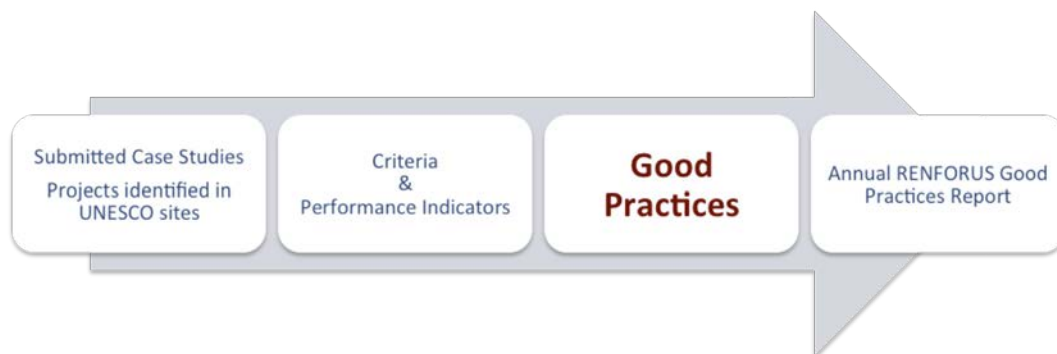 Submitted Case Studies
Projects identified in
UNESCO sites
Criteria
&
Performance Indicators
Good
Practices
Annual RENFORUS Good
Practices Report